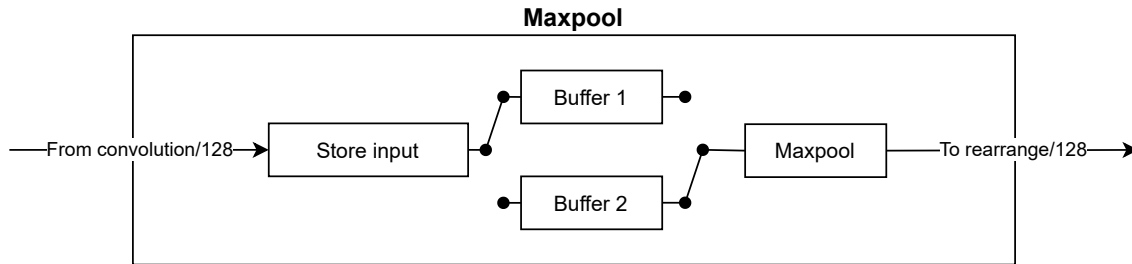 Maxpool
Buffer 1
From convolution/128
Store input
Maxpool
To rearrange/128
Buffer 2